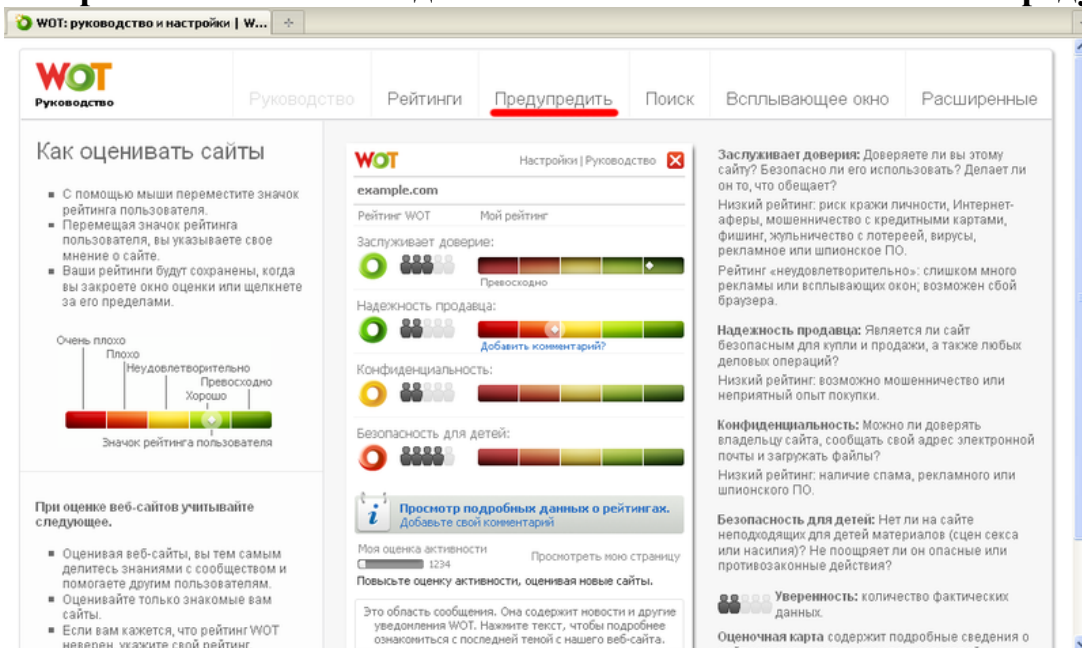 WOT: руководство и настройки | W...
WOT
Руководство
Руководство Рейтинги Предупредить Поиск Всплывающее окно Расширенные
Как оценивать сайты
С помощью мыши переместите значок
рейтинга пользователя.
Перемещая значок рейтинга
пользователя, вы указываете свое
мнение о сайте.
Ваши рейтинги будут сохранены, когда
вы закроете окно оценки или щелкнете
за его пределами.
Очень плохо
Плохо
Неудовлетворительно
Превосходно
Хорошо
Значок рейтинга пользователя
При оценке веб-сайтов учитывайте
следующее.
Оценивая веб-сайты, вы тем самым
делитесь знаниями с сообществом и
помогаете другим пользователям.
Оценивайте только знакомые вам
сайты.
Если вам кажется, что рейтинг WOT
неверен, укажите свой рейтинг
WOT Настройки | Руководство
example.com
Рейтинг WOT Мой рейтинг
Заслуживает доверие:
Превосходно
Надежность продавца:
Добавить комментарий?
Конфиденциальность:
Безопасность для детей:
Просмотр подробных данных о рейтингах.
Добавьте свой комментарий
Моя оценка активности
1234
Просмотреть мою страницу
Повысьте оценку активности, оценивая новые сайты.
Это область сообщения. Она содержит новости и другие
уведомления WOT. Нажмите текст, чтобы подробнее
ознакомиться с последней темой с нашего веб-сайта.
Заслуживает доверия: Доверяете ли вы этому
сайту? Безопасно ли его использовать? Делает ли
он то, что обещает?
Низкий рейтинг: риск кражи личности, Интернет-
аферы, мошенничество с кредитными картами,
фишинг, жульничество с лотереей, вирусы,
рекламное или шпионское ПО.
Рейтинг «неудовлетворительно»: слишком много
рекламы или всплывающих окон; возможен сбой
браузера.
Надежность продавца: Является ли сайт
безопасным для купли и продажи, а также любых
деловых операций?
Низкий рейтинг: возможно мошенничество или
неприятный опыт покупки.
Конфиденциальность: Можно ли доверять
владельцу сайта, сообщать свой адрес электронной
почты и загружать файлы?
Низкий рейтинг: наличие спама, рекламного или
шпионского ПО.
Безопасность для детей: Нет ли на сайте
неподходящих для детей материалов (сцен секса
или насилия)? Не поощряет ли он опасные или
противозаконные действия?
Уверенность: количество фактических
данных.
Оценочная карта содержит подробные сведения о